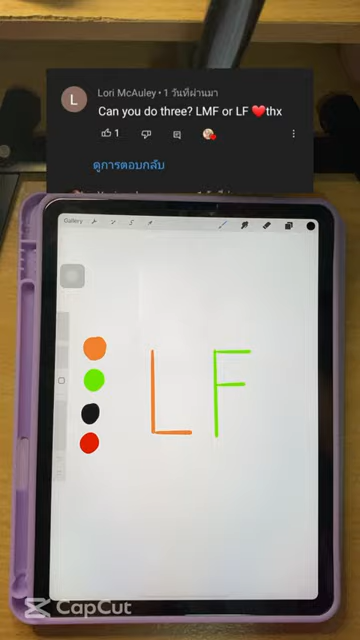 L
Lori McAuley • 1 วันที่ผ่านมา
Can you do three? LMF or LF ❤️thx
1
ดูการตอบกลับ
Gallery
L F
CapCut